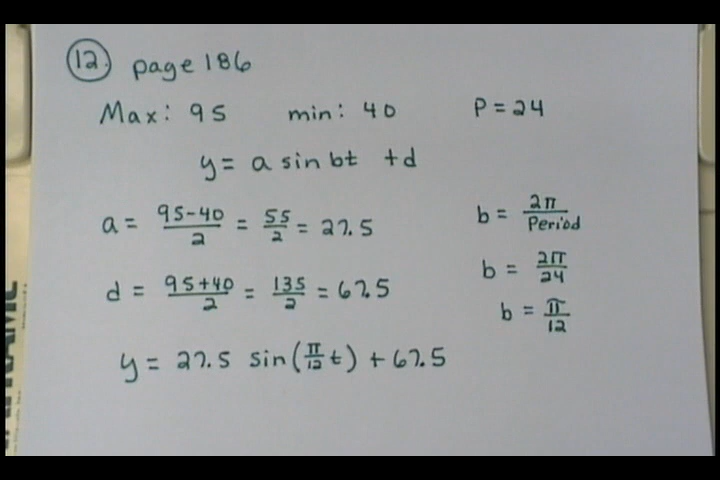 12. page 186
Max: 95 min: 40 P = 24
y = a sin bt + d
a = (95-40)/2 = 55/2 = 27.5
b = 2π/Period
d = (95+40)/2 = 135/2 = 67.5
b = 2π/24
b = π/12
y = 27.5 sin(π/12 t) + 67.5